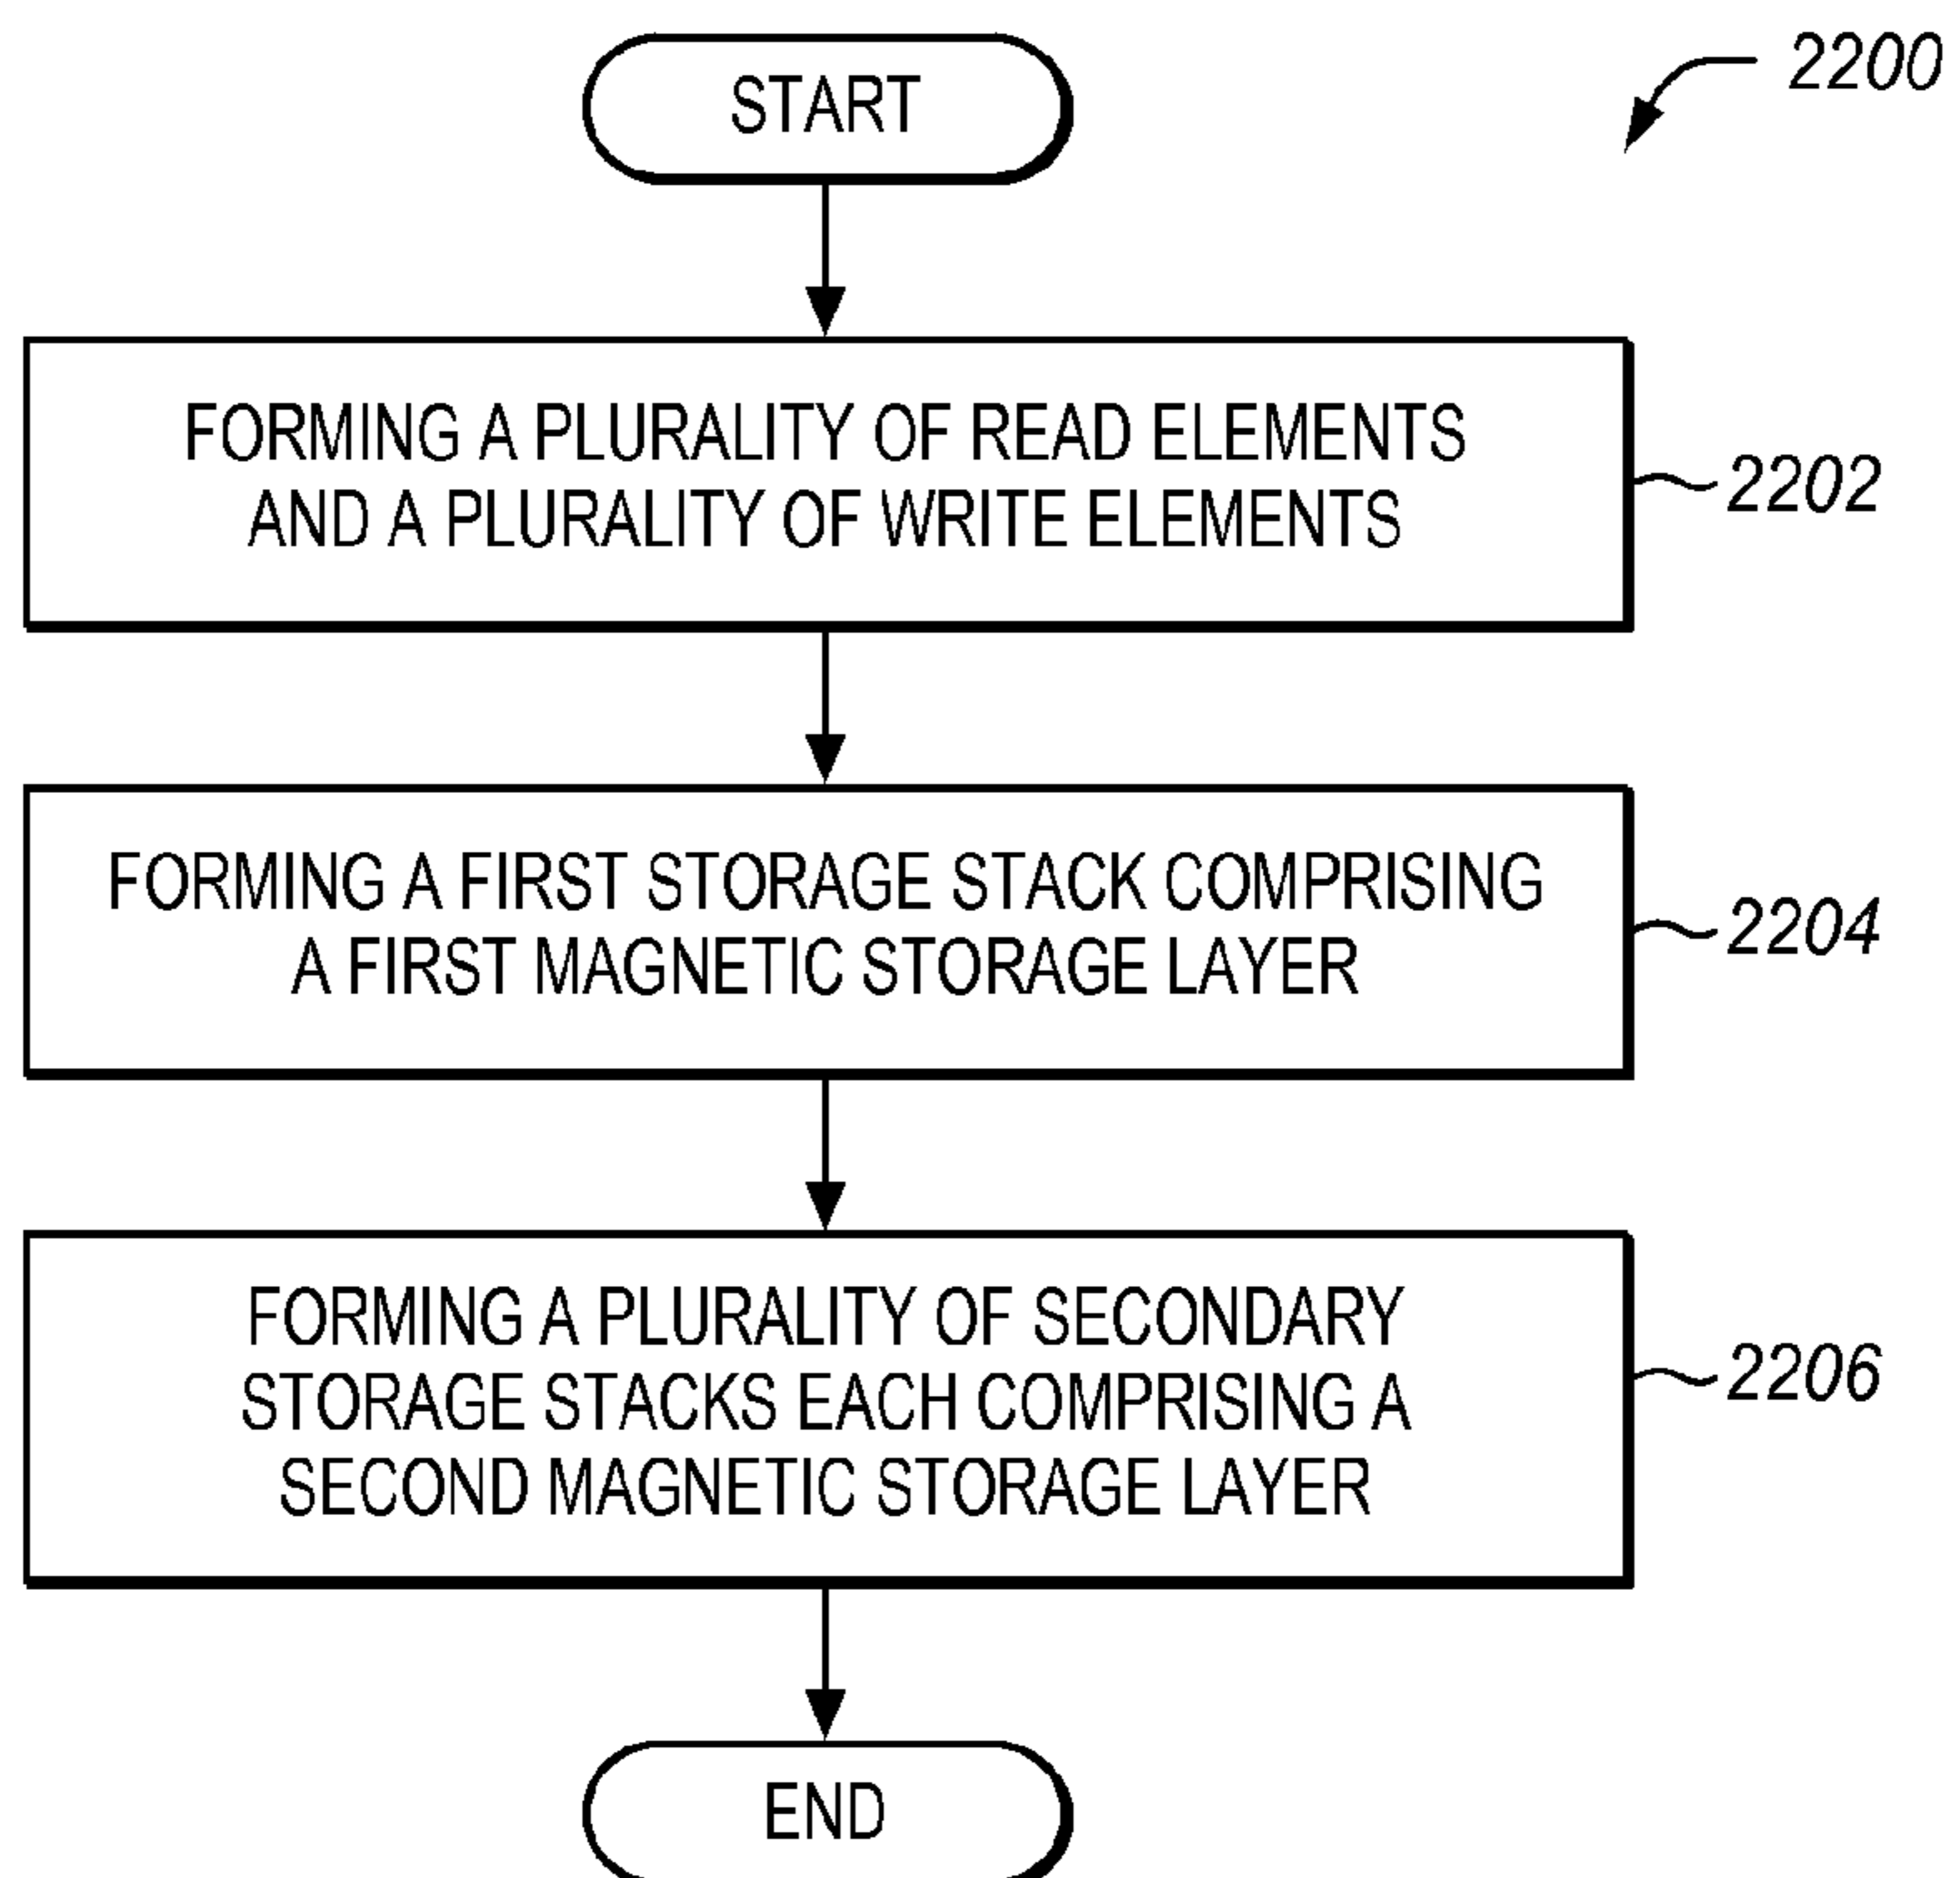 START
2200
FORMING A PLURALITY OF READ ELEMENTS
AND A PLURALITY OF WRITE ELEMENTS
2202
FORMING A FIRST STORAGE STACK COMPRISING
A FIRST MAGNETIC STORAGE LAYER
2204
FORMING A PLURALITY OF SECONDARY
STORAGE STACKS EACH COMPRISING A
SECOND MAGNETIC STORAGE LAYER
2206
END